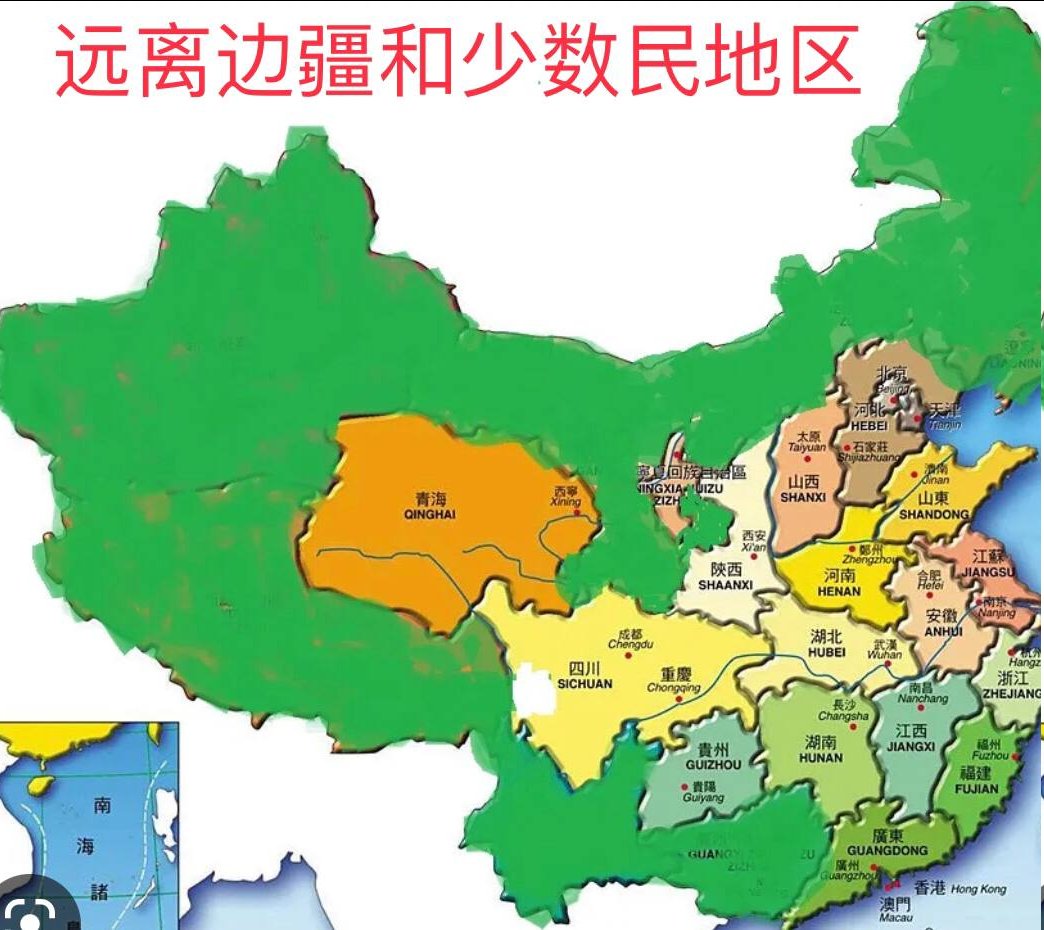 远离边疆和少数民地区
北京
Beijing
天津
Tianjin
河北
HEBEI
石家莊
Shijiazhuang
太原
Taiyuan
山西
SHANXI
濟南
Jinan
山東
SHANDONG
青海
QINGHAI
西寧
Xining
寧夏回族自治區
NINGXIA HUIZU
ZIZH
西安
Xi'an
陝西
SHAANXI
鄭州
Zhengzhou
河南
HENAN
江蘇
JIANGSU
南京
Nanjing
合肥
Hefei
安徽
ANHUI
成都
Chengdu
四川
SICHUAN
重慶
Chongqing
湖北
HUBEI
武漢
Wuhan
杭州
Hangz
浙江
ZHEJIANG
南昌
Nanchang
江西
JIANGXI
長沙
Changsha
湖南
HUNAN
貴州
GUIZHOU
貴陽
Guiyang
福州
Fuzhou
福建
FUJIAN
廣東
GUANGDONG
廣州
Guangzhou
香港 Hong Kong
澳門
Macau
南
海
諸